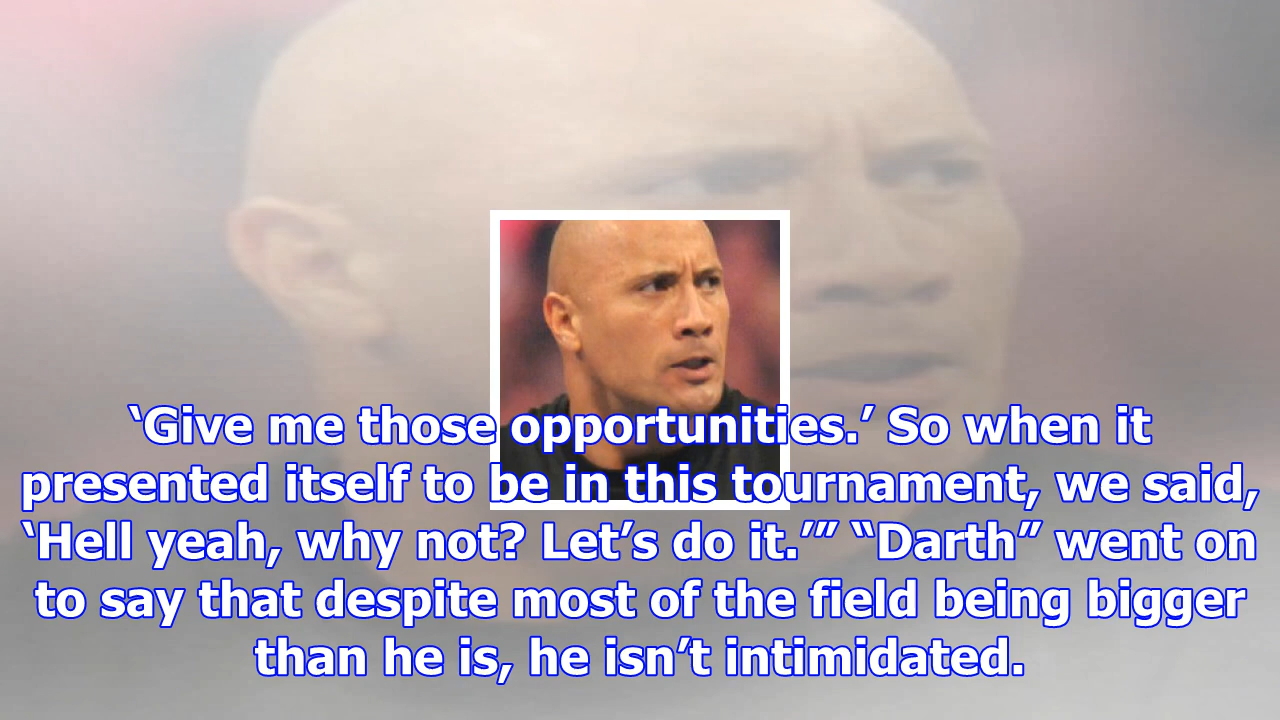 ‘Give me those opportunities.’ So when it
presented itself to be in this tournament, we said,
‘Hell yeah, why not? Let’s do it.’” “Darth” went on
to say that despite most of the field being bigger
than he is, he isn’t intimidated.